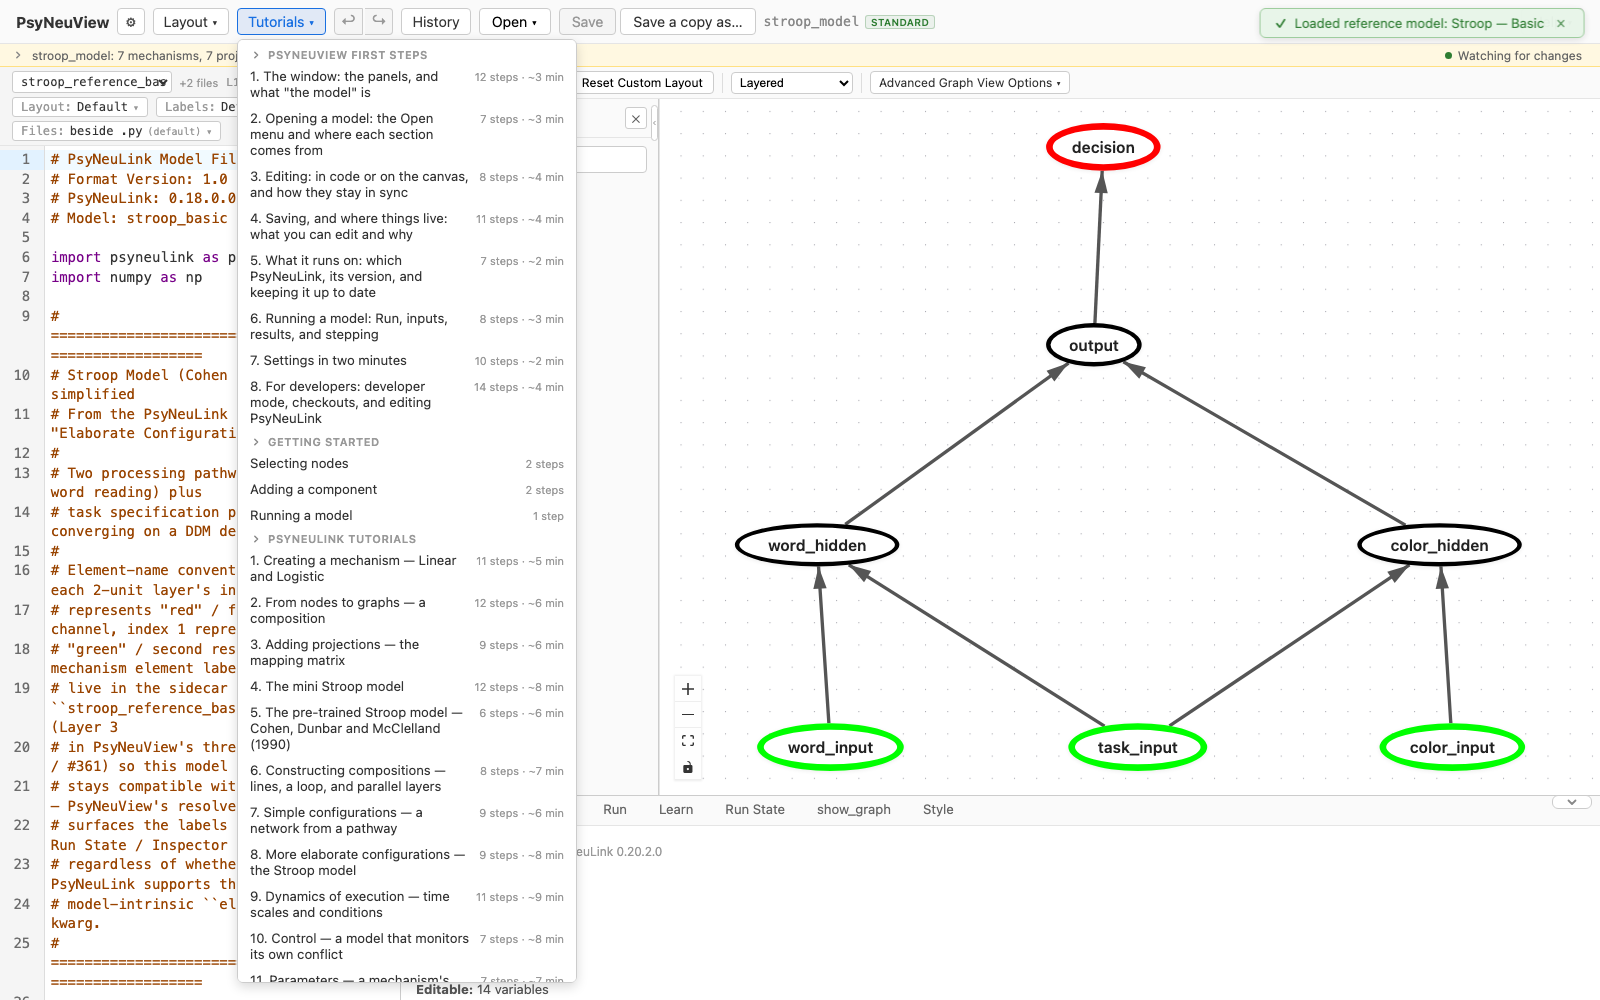 PsyNeuView
Layout
Tutorials
History
Open
Save
Save a copy as...
stroop_model
STANDARD
Loaded reference model: Stroop — Basic
stroop_model: 7 mechanisms, 7 proj
Watching for changes
stroop_reference_bas
+2 files
Reset Custom Layout
Layered
Advanced Graph View Options
Layout: Default
Labels: De
Files: beside .py (default)
PSYNEUVIEW FIRST STEPS
1. The window: the panels, and
what "the model" is
12 steps · ~3 min
2. Opening a model: the Open
menu and where each section
comes from
7 steps · ~3 min
3. Editing: in code or on the canvas,
and how they stay in sync
8 steps · ~4 min
4. Saving, and where things live:
what you can edit and why
11 steps · ~4 min
5. What it runs on: which
PsyNeuLink, its version, and
keeping it up to date
7 steps · ~2 min
6. Running a model: Run, inputs,
results, and stepping
8 steps · ~3 min
7. Settings in two minutes
10 steps · ~2 min
8. For developers: developer
mode, checkouts, and editing
PsyNeuLink
14 steps · ~4 min
GETTING STARTED
Selecting nodes
2 steps
Adding a component
2 steps
Running a model
1 step
PSYNEULINK TUTORIALS
1. Creating a mechanism — Linear
and Logistic
11 steps · ~5 min
2. From nodes to graphs — a
composition
12 steps · ~6 min
3. Adding projections — the
mapping matrix
9 steps · ~6 min
4. The mini Stroop model
12 steps · ~8 min
5. The pre-trained Stroop model —
Cohen, Dunbar and McClelland
(1990)
6 steps · ~6 min
6. Constructing compositions —
lines, a loop, and parallel layers
8 steps · ~7 min
7. Simple configurations — a
network from a pathway
9 steps · ~6 min
8. More elaborate configurations —
the Stroop model
9 steps · ~8 min
9. Dynamics of execution — time
scales and conditions
11 steps · ~9 min
10. Control — a model that monitors
its own conflict
7 steps · ~8 min
11. Parameters — a mechanism's
7 steps · ~7 min
1 # PsyNeuLink Model Fil
2 # Format Version: 1.0
3 # PsyNeuLink: 0.18.0.0
4 # Model: stroop_basic
5
6 import psyneulink as p
7 import numpy as np
8
9 #
=======================
==================
10 # Stroop Model (Cohen
simplified
11 # From the PsyNeuLink
"Elaborate Configurati
12 #
13 # Two processing pathw
word reading) plus
14 # task specification p
converging on a DDM de
15 #
16 # Element-name convent
each 2-unit layer's in
17 # represents "red" / f
channel, index 1 repre
18 # "green" / second res
mechanism element labe
19 # live in the sidecar
``stroop_reference_bas
(Layer 3
20 # in PsyNeuView's thre
/ #361) so this model
21 # stays compatible wit
— PsyNeuView's resolve
22 # surfaces the labels
Run State / Inspector
23 # regardless of whethe
PsyNeuLink supports th
24 # model-intrinsic ``el
kwarg.
25 #
=======================
==================
decision
output
word_hidden
color_hidden
word_input
task_input
color_input
Run
Learn
Run State
show_graph
Style
euLink 0.20.2.0
Editable: 14 variables